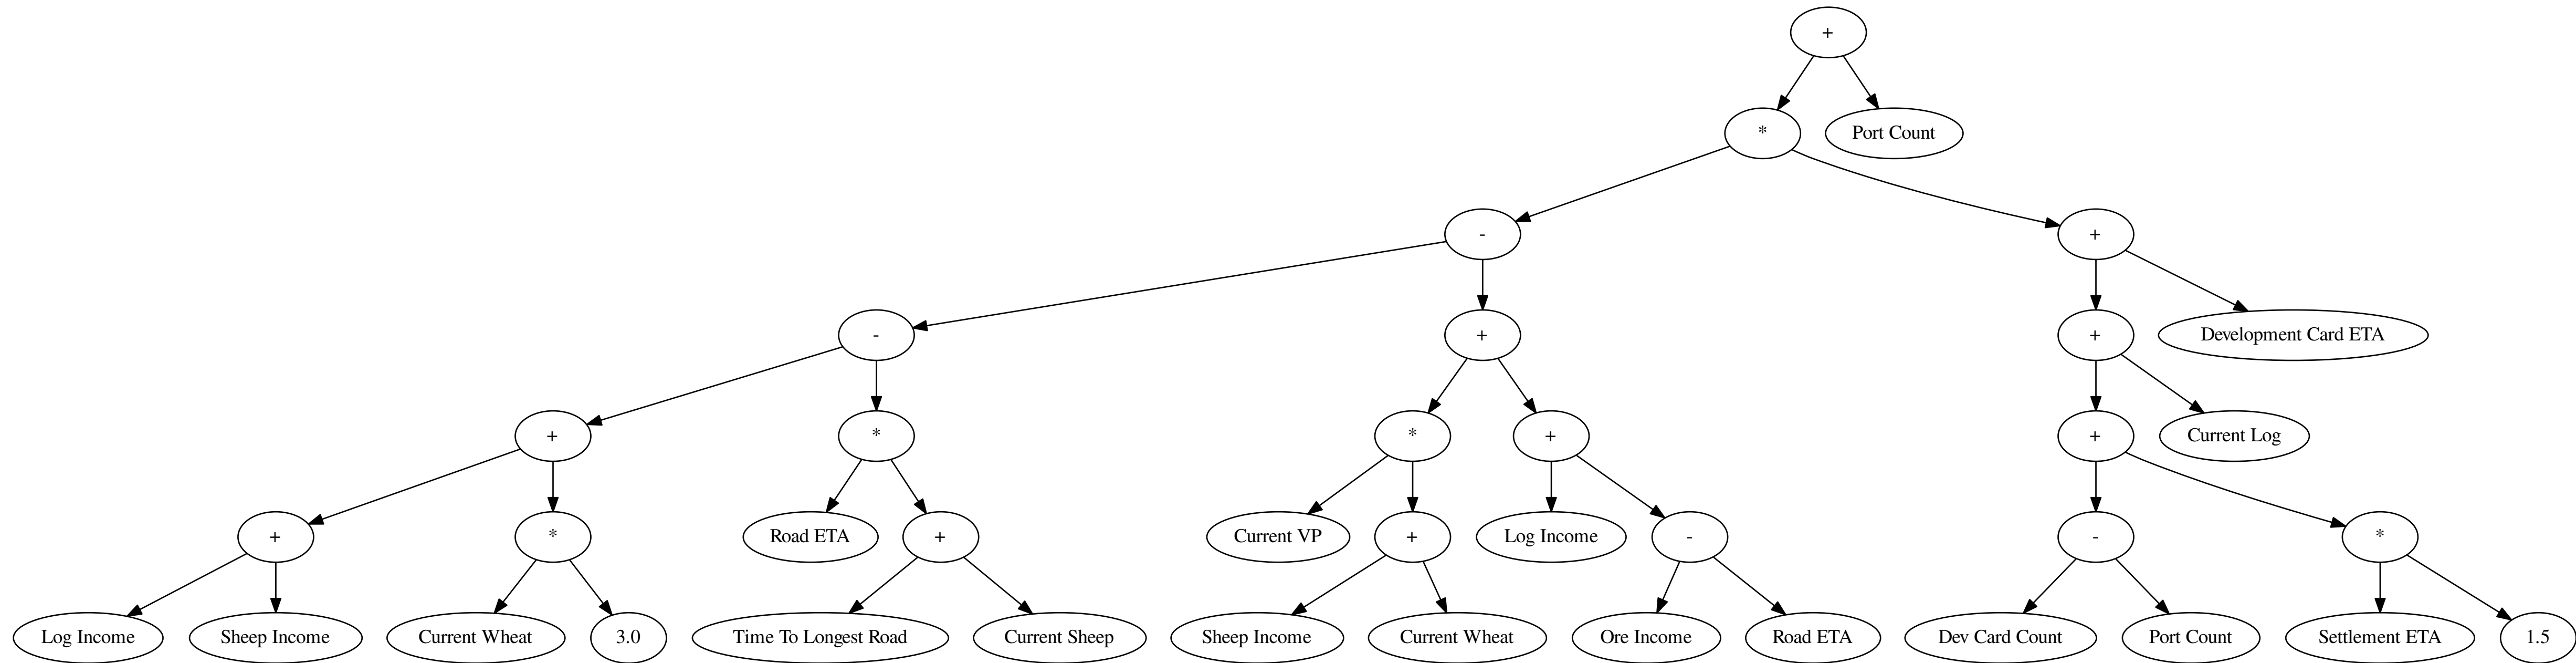 +
* Port Count
- +
- + + Development Card ETA
+ * * + + Current Log
+ * Road ETA + Current VP + Log Income - - *
Log Income Sheep Income Current Wheat 3.0 Time To Longest Road Current Sheep Sheep Income Current Wheat Ore Income Road ETA Dev Card Count Port Count Settlement ETA 1.5